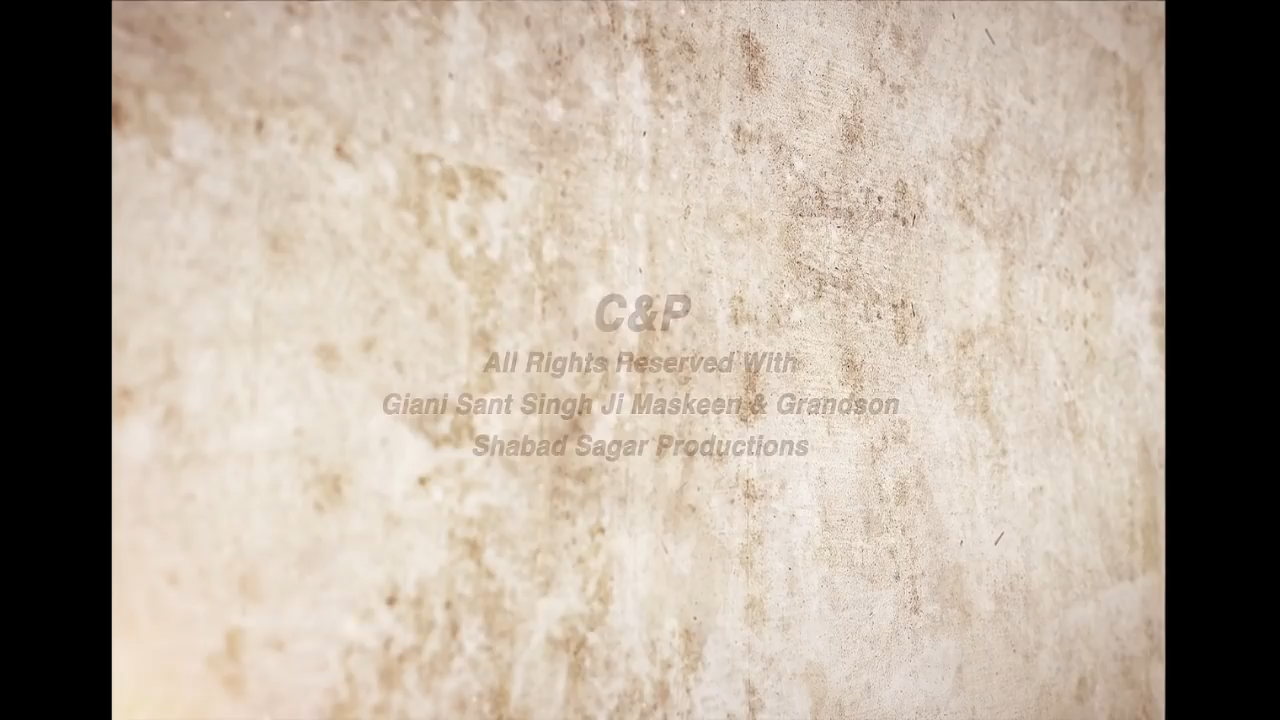 C&P
All Rights Reserved With
Giani Sant Singh Ji Maskeen & Grandson
Shabad Sagar Productions